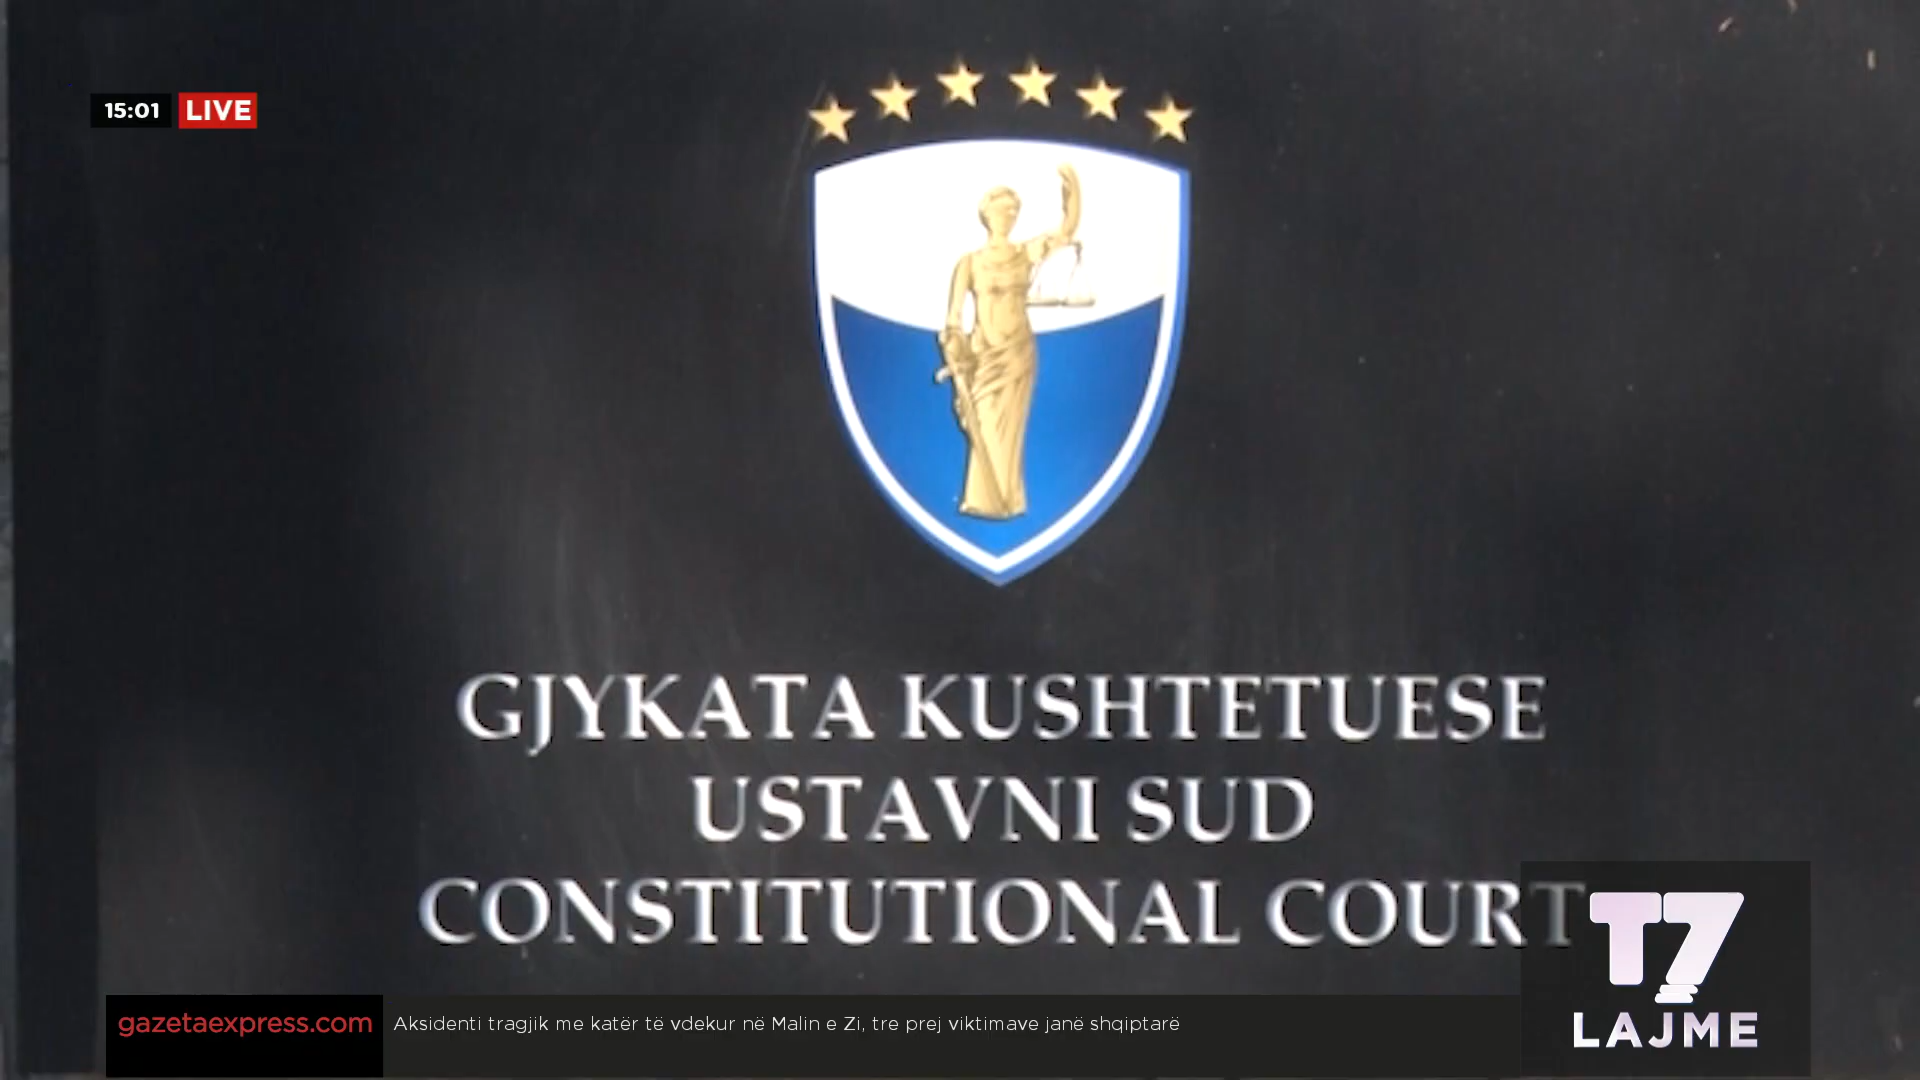 15:01 LIVE
GJYKATA KUSHTETUESE
USTAVNI SUD
CONSTITUTIONAL COURT
T7
LAJME
gazetaexpress.com Aksidenti tragjik me katër të vdekur në Malin e Zi, tre prej viktimave janë shqiptarë